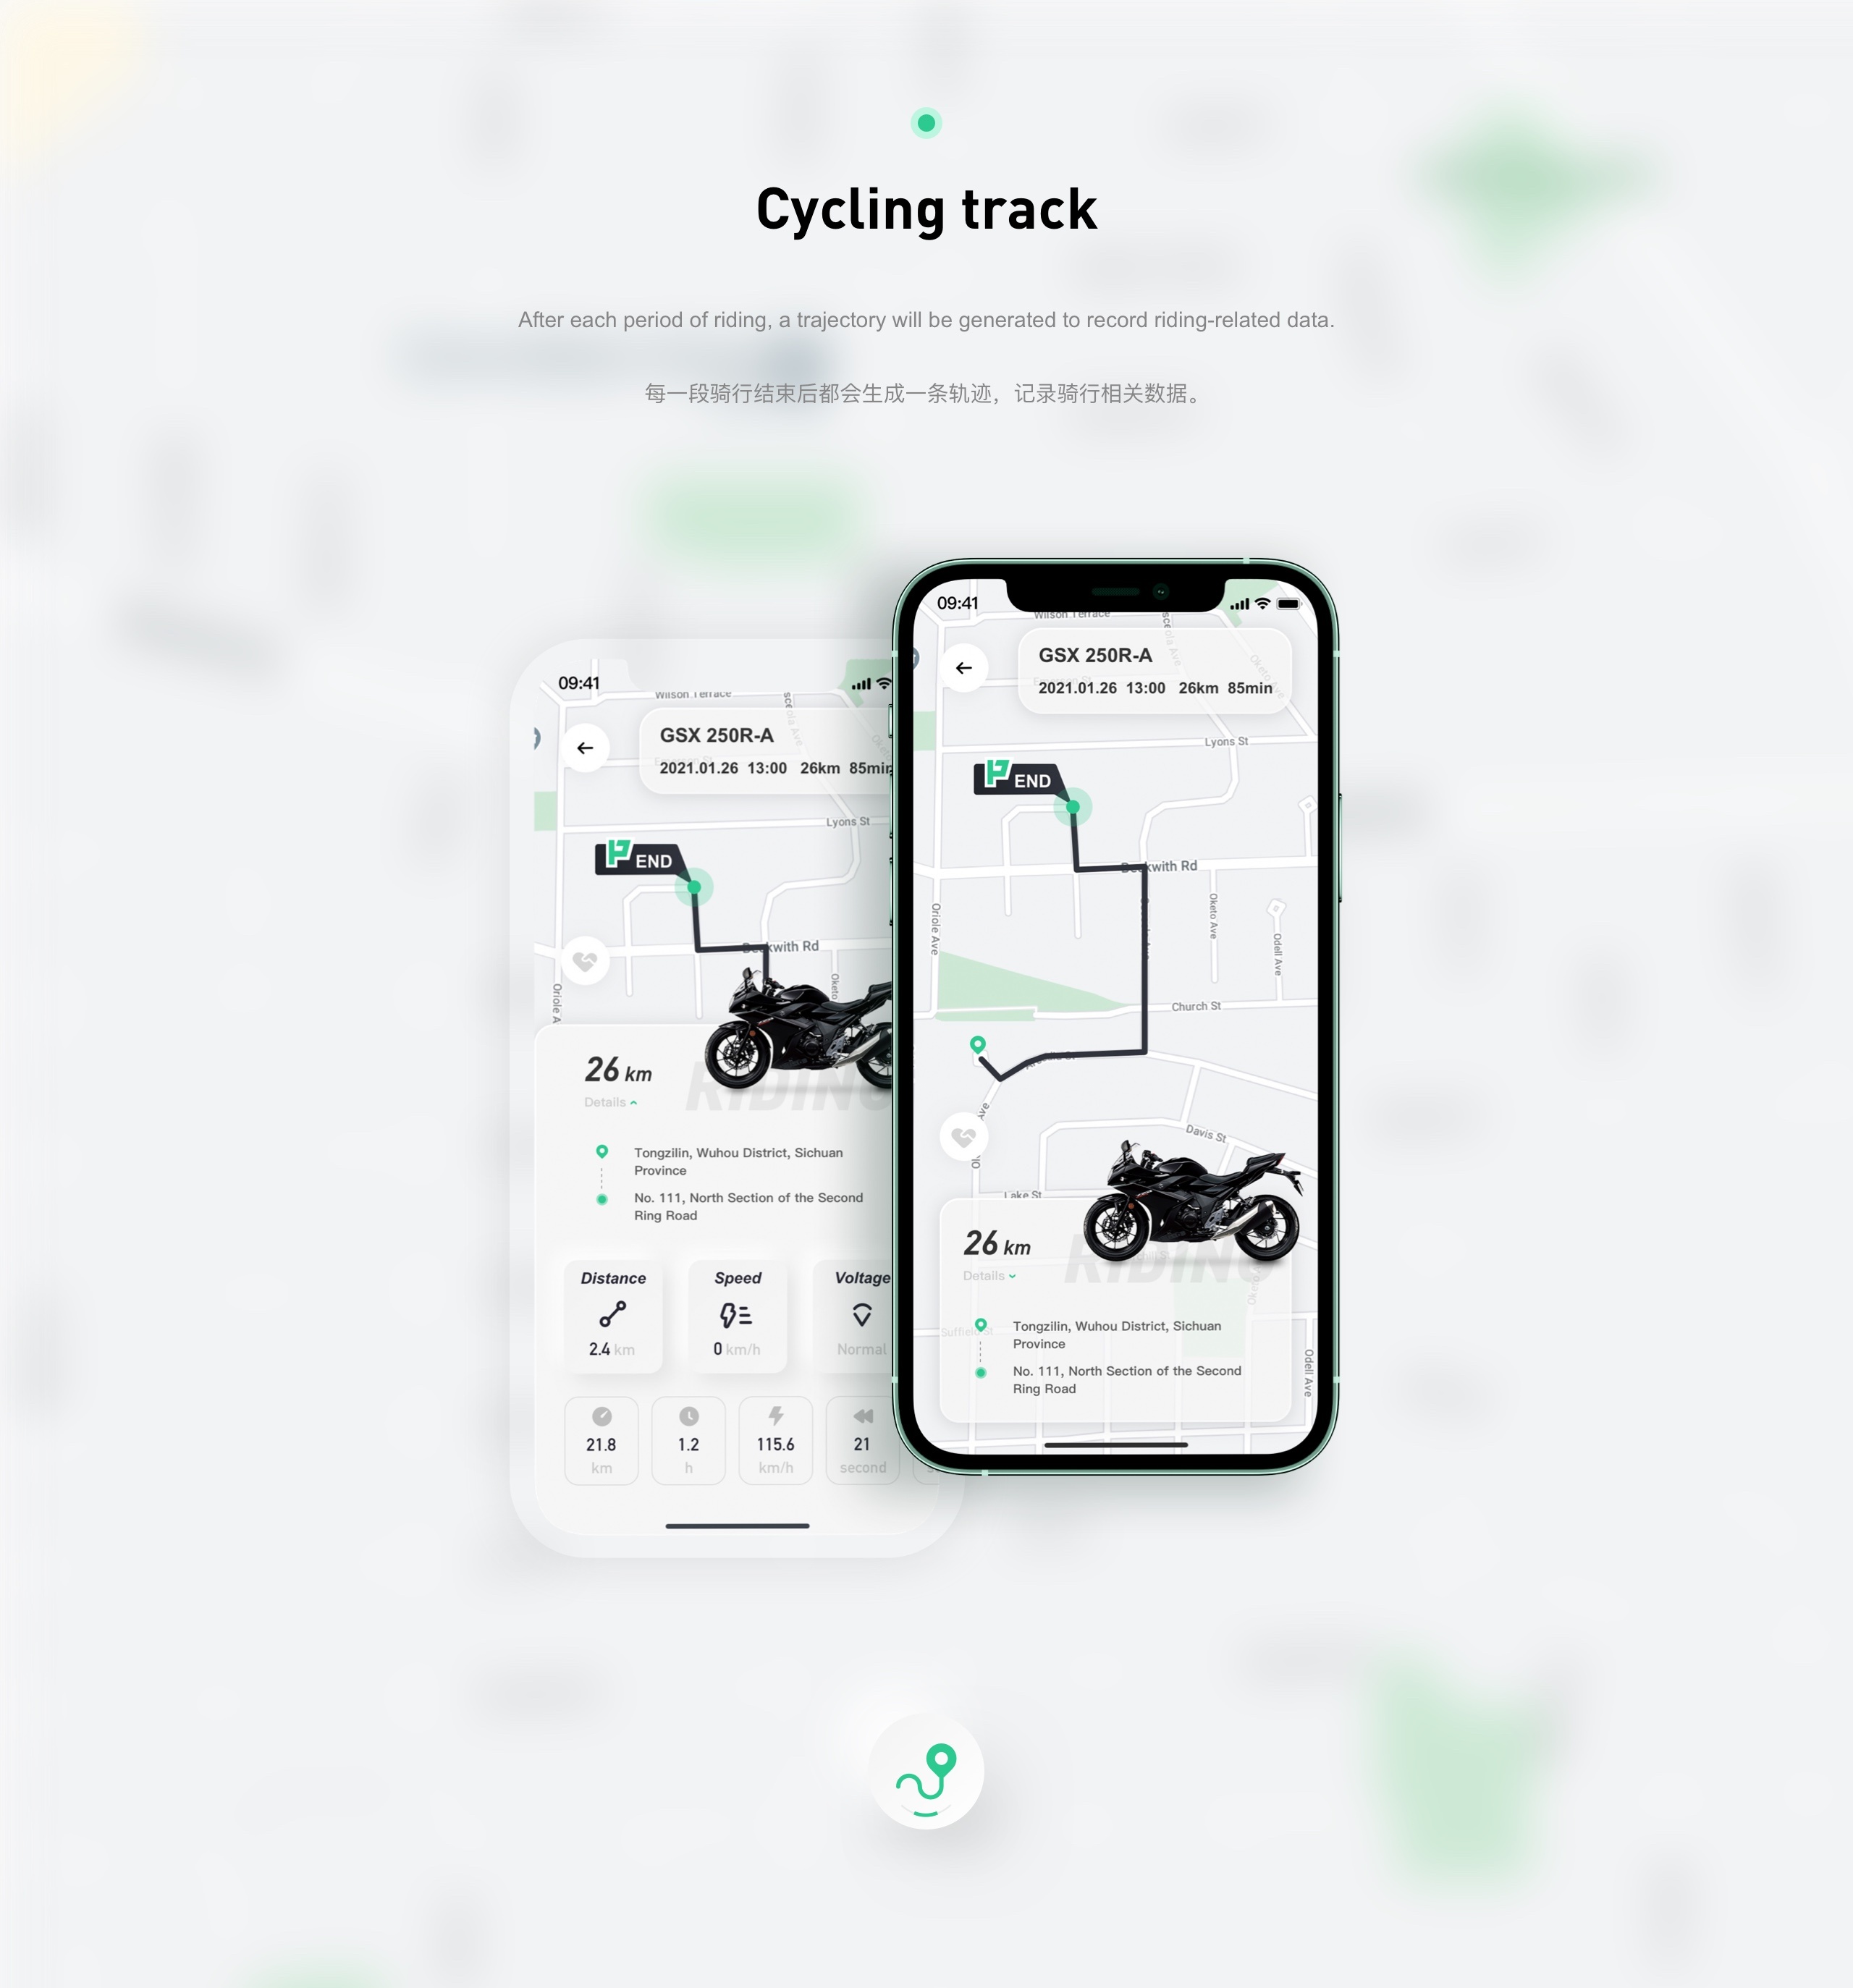 Cycling track
After each period of riding, a trajectory will be generated to record riding-related data.
每一段骑行结束后都会生成一条轨迹，记录骑行相关数据。
09:41
Wilson Terrace
GSX 250R-A
2021.01.26 13:00 26km 85min
Lyons St
END
Beckwith Rd
Oketo
Oriole A
26 km
RIDING
Details
Tongzilin, Wuhou District, Sichuan
Province
No. 111, North Section of the Second
Ring Road
Distance
Speed
Voltage
2.4 km
0 km/h
Normal
21.8
1.2
115.6
21
km
h
km/h
second
09:41
Wilson Terrace
GSX 250R-A
2021.01.26 13:00 26km 85min
Oketo Ave
Lyons St
END
Beckwith Rd
Oriole Ave
Oketo Ave
Odell Ave
Church St
Ave
Davis St
Lake St
26 km
RIDING
Details
Oketo
Suffield St
Tongzilin, Wuhou District, Sichuan
Province
No. 111, North Section of the Second
Ring Road
Odell Ave